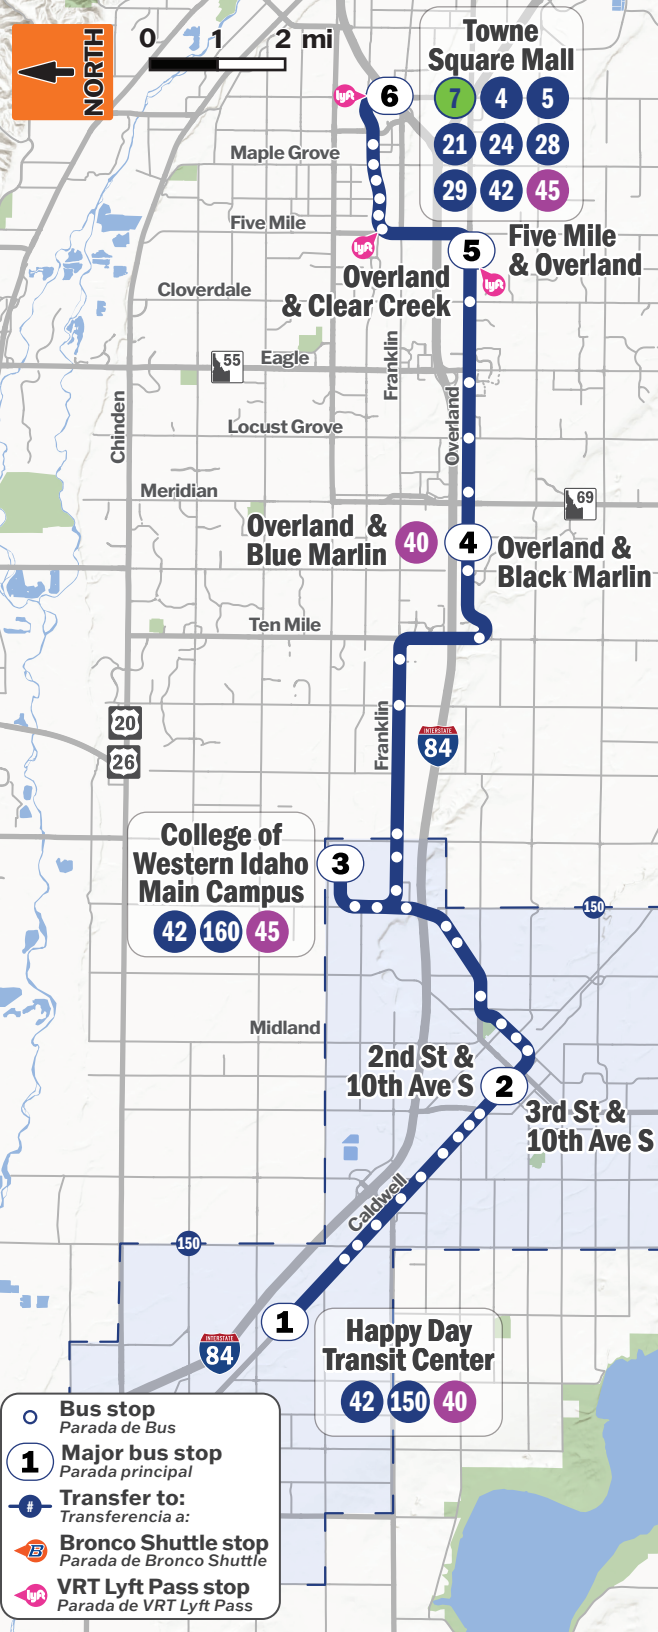 NORTH
0 1 2 mi
Towne
Square Mall
7 4 5
21 24 28
29 42 45
lyft
6
Maple Grove
Five Mile
lyft
5
Five Mile
& Overland
lyft
Overland
& Clear Creek
Cloverdale
Franklin
55
Eagle
Chinden
Overland
Locust Grove
Meridian
69
Overland &
Blue Marlin
40
4
Overland &
Black Marlin
Ten Mile
Franklin
20
26
INTERSTATE
84
College of
Western Idaho
Main Campus
42 160 45
3
150
Midland
2nd St &
10th Ave S
2
3rd St &
10th Ave S
Caldwell
150
1
INTERSTATE
84
Happy Day
Transit Center
42 150 40
Bus stop
Parada de Bus
1
Major bus stop
Parada principal
#
Transfer to:
Transferencia a:
B
Bronco Shuttle stop
Parada de Bronco Shuttle
lyft
VRT Lyft Pass stop
Parada de VRT Lyft Pass